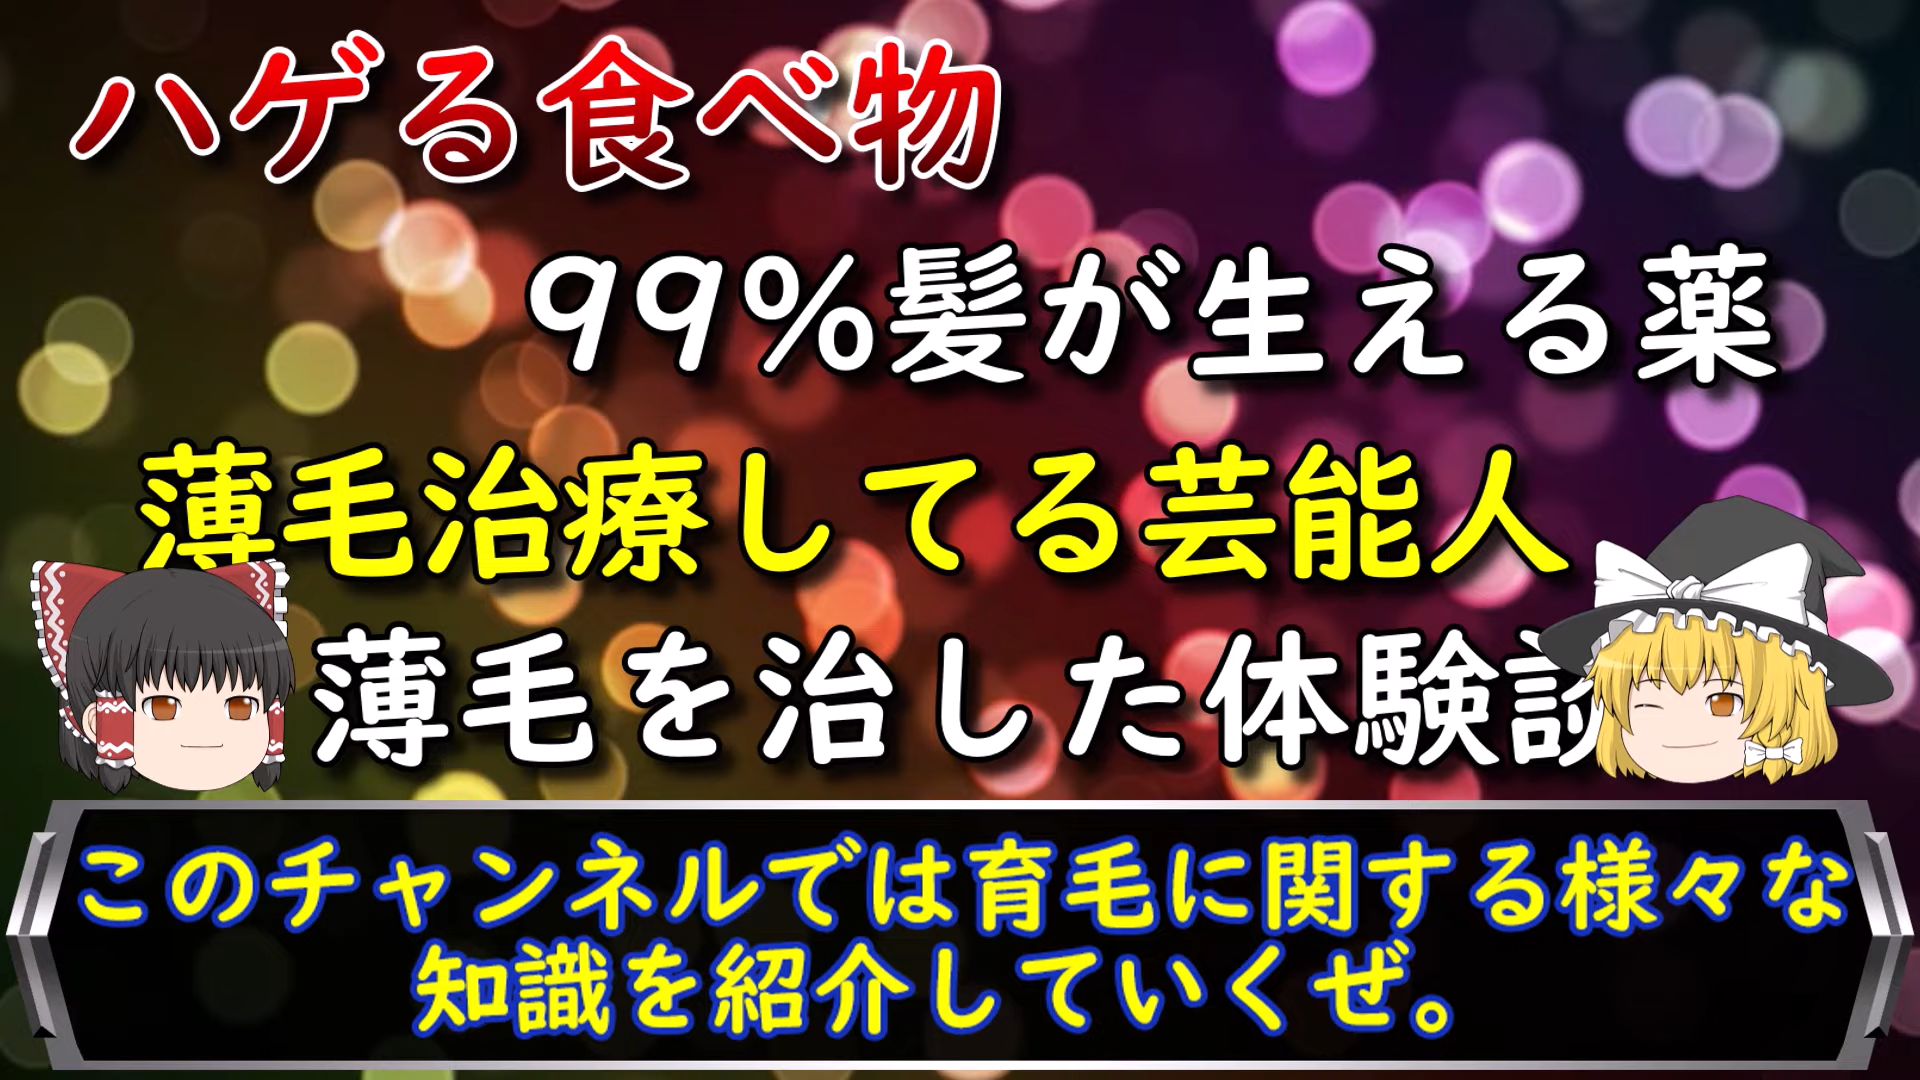 ハゲる食べ物
99%髪が生える薬
薄毛治療してる芸能人
薄毛を治した体験談
このチャンネルでは育毛に関する様々な
知識を紹介していくぜ。